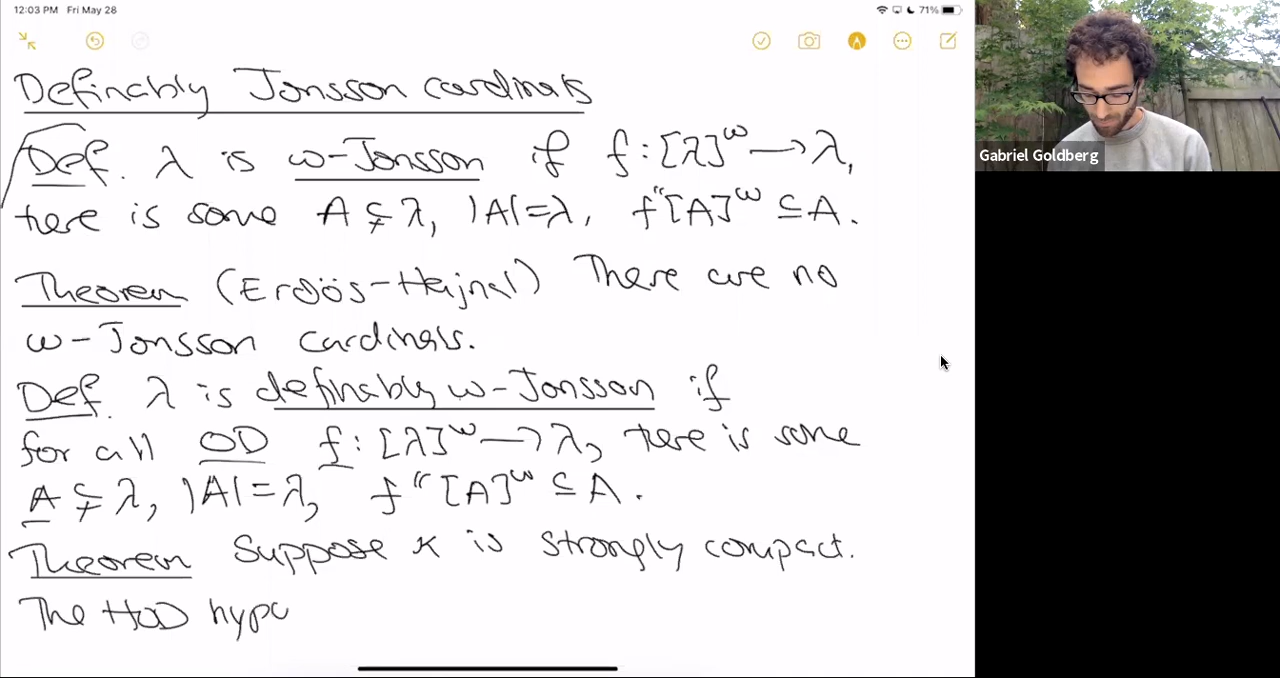 12:03 PM Fri May 28
71%
Definably Jonsson cardinals
Def. λ is ω-Jonsson if f : [λ]^ω → λ,
there is some A ⊊ λ, |A| = λ, f"[A]^ω ⊆ A.
Theorem (Erdös-Hajnal) There are no
ω-Jonsson cardinals.
Def. λ is definably ω-Jonsson if
for all OD f : [λ]^ω → λ, there is some
A ⊊ λ, |A| = λ, f"[A]^ω ⊆ A.
Theorem Suppose κ is strongly compact.
The HOD hypo
Gabriel Goldberg